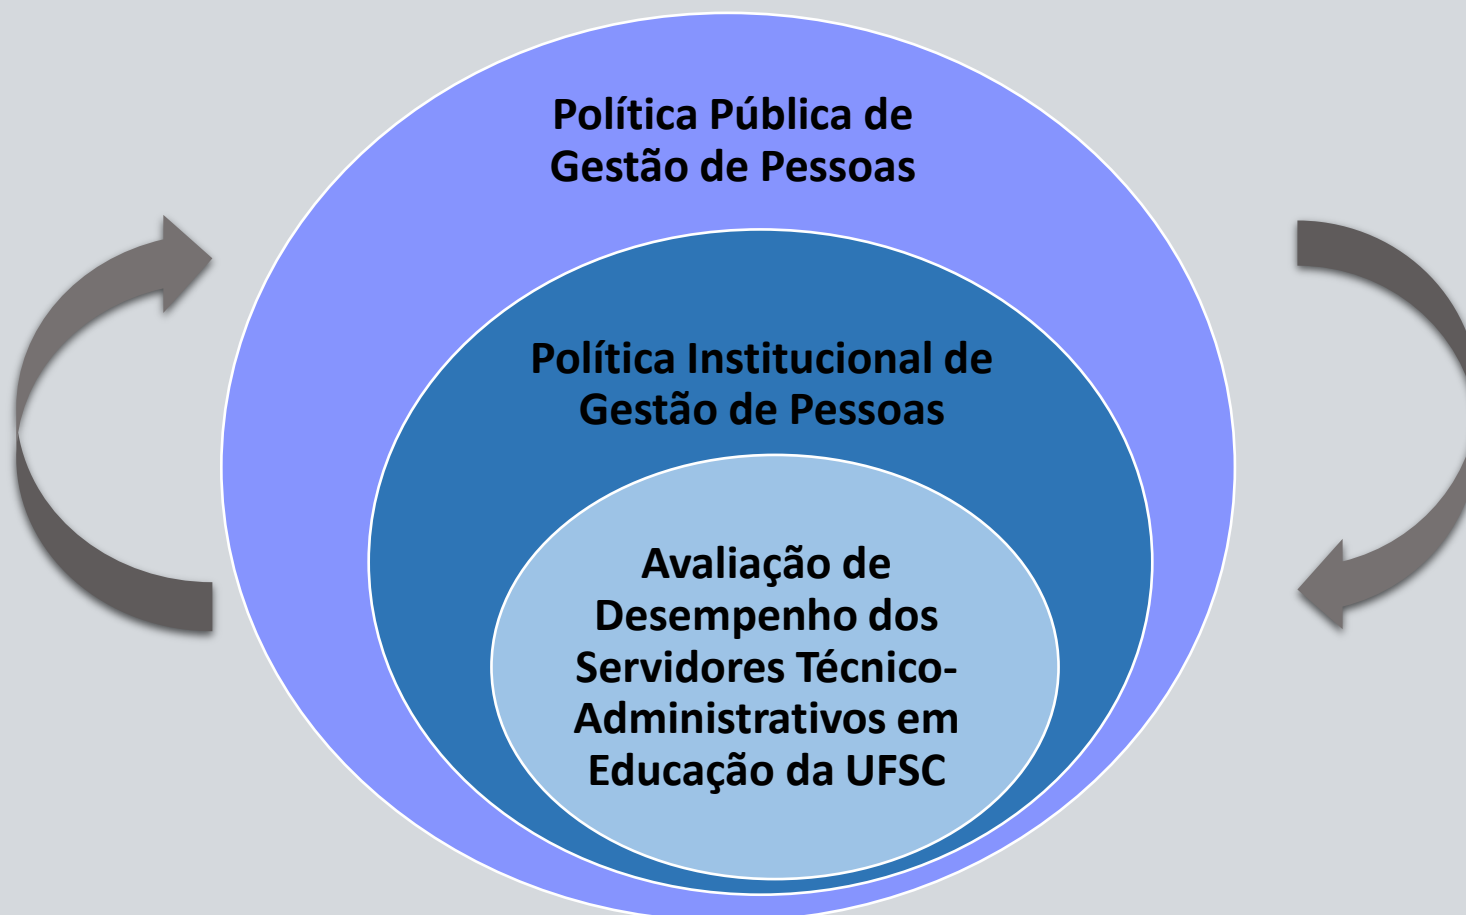 Política Pública de
Gestão de Pessoas
Política Institucional de
Gestão de Pessoas
Avaliação de
Desempenho dos
Servidores Técnico-
Administrativos em
Educação da UFSC